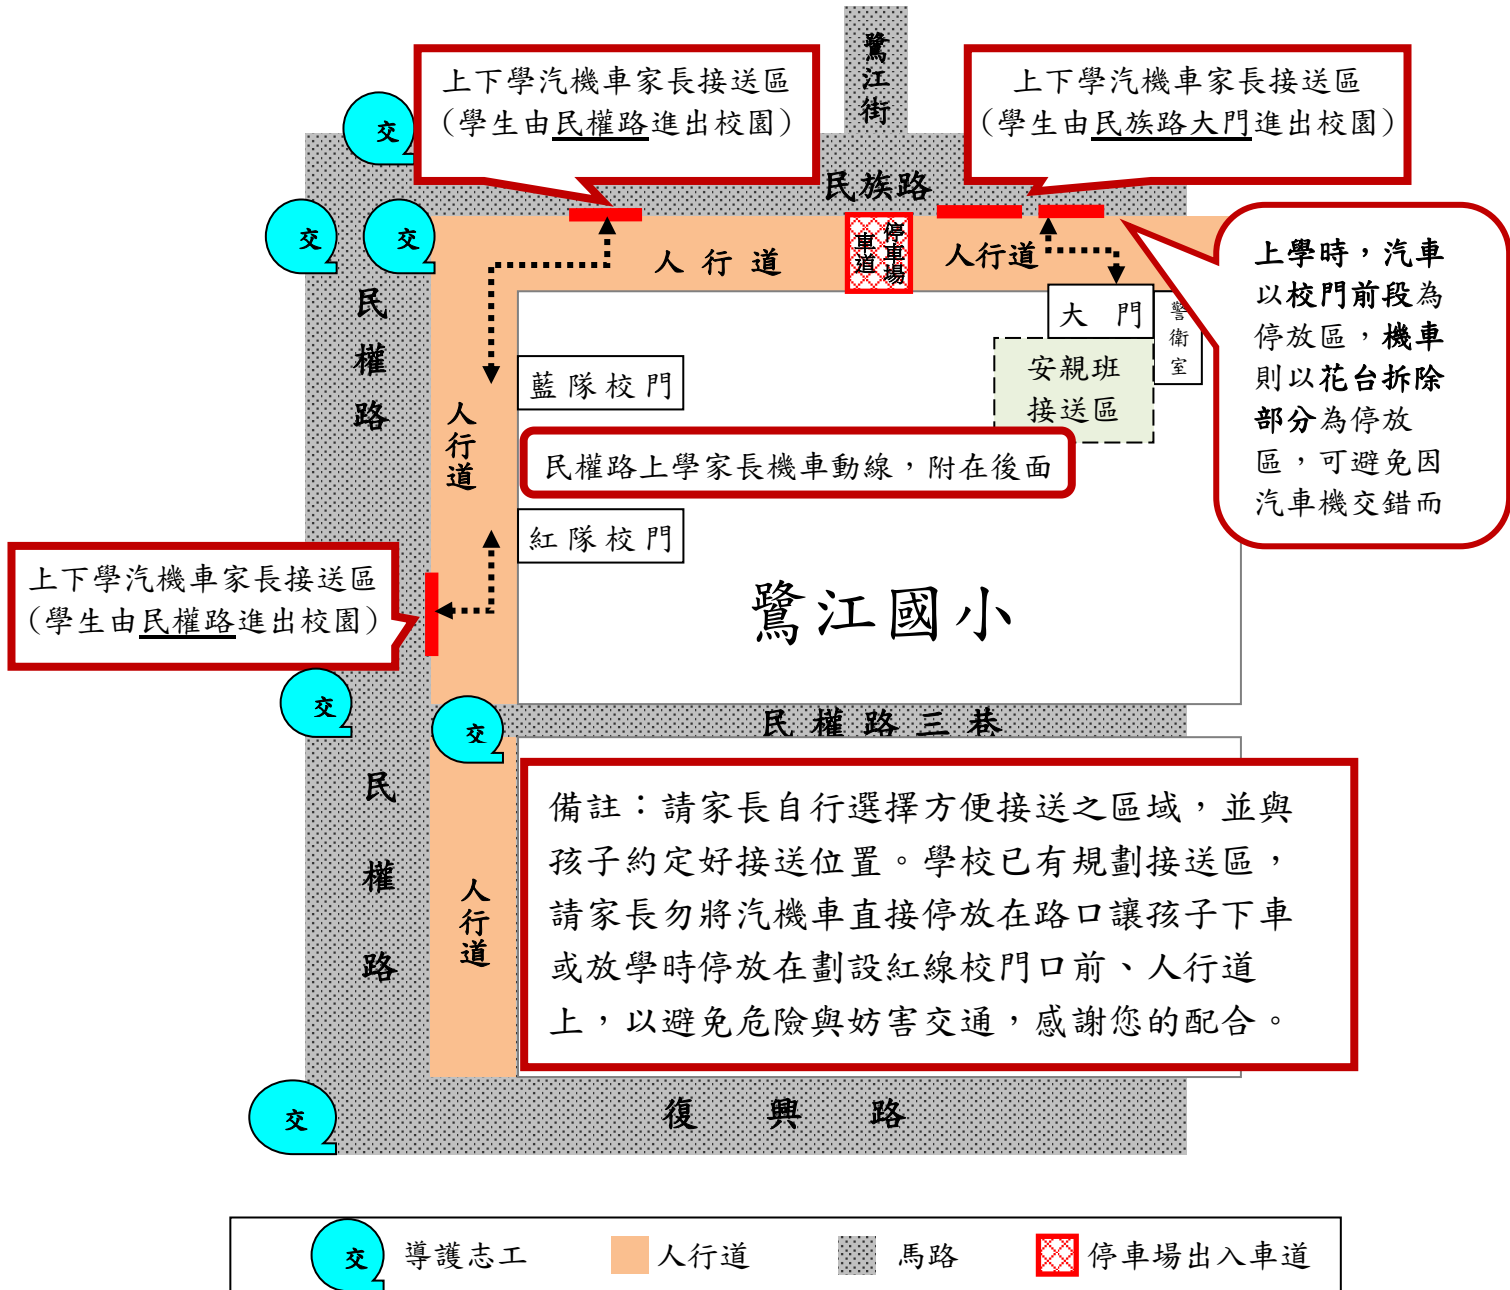 鷺江街
上下學汽機車家長接送區
(學生由民權路進出校園)
上下學汽機車家長接送區
(學生由民族路大門進出校園)
交
民族路
交
交
人行道
停車場
車道
人行道
上學時，汽車
以校門前段為
停放區，機車
則以花台拆除
部分為停放
區，可避免因
汽車機交錯而
民權路
大 門
警衛室
安親班
接送區
藍隊校門
人行道
民權路上學家長機車動線，附在後面
紅隊校門
上下學汽機車家長接送區
(學生由民權路進出校園)
鷺江國小
交
交
民權路三巷
民權路
人行道
備註：請家長自行選擇方便接送之區域，並與
孩子約定好接送位置。學校已有規劃接送區，
請家長勿將汽機車直接停放在路口讓孩子下車
或放學時停放在劃設紅線校門口前、人行道
上，以避免危險與妨害交通，感謝您的配合。
交
復興路
交 導護志工 人行道 馬路 停車場出入車道